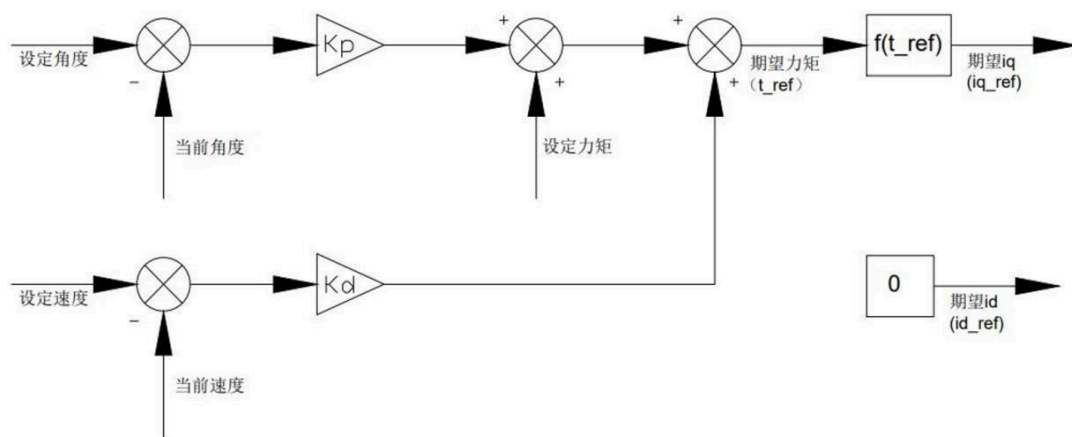 设定角度
−
当前角度
Kp
+
+
设定力矩
+
+
期望力矩
（t_ref）
f(t_ref)
期望iq
(iq_ref)
设定速度
−
当前速度
Kd
0
期望id
(id_ref)